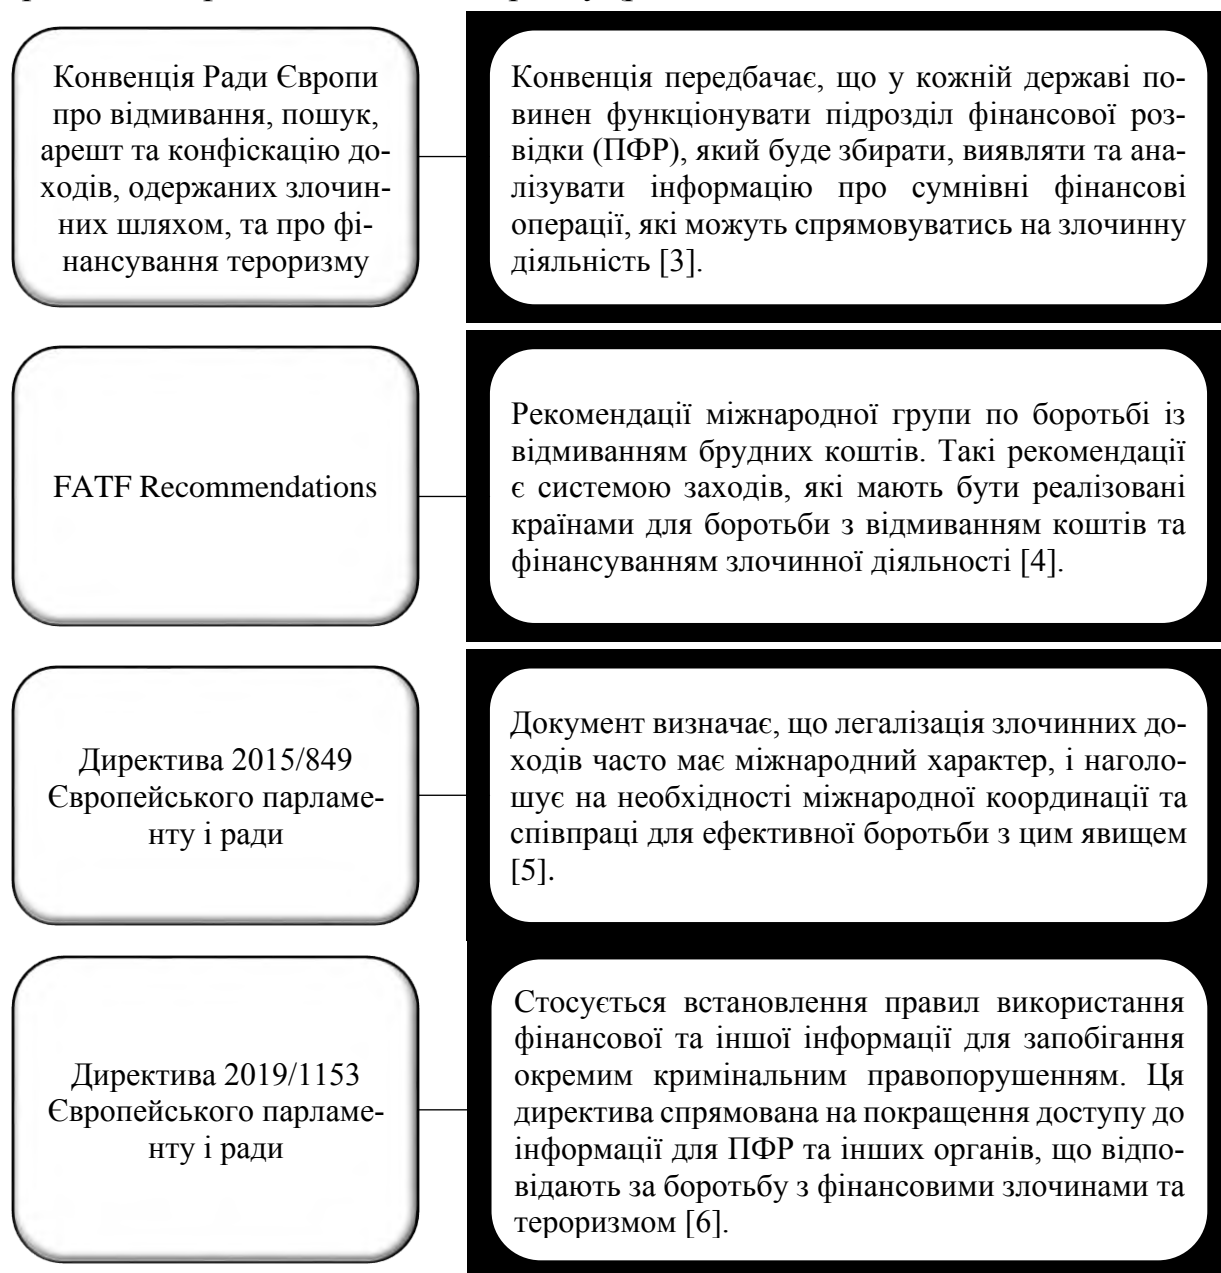 Конвенція Ради Європи
про відмивання, пошук,
арешт та конфіскацію до-
ходів, одержаних злочин-
них шляхом, та про фі-
нансування тероризму
Конвенція передбачає, що у кожній державі по-
винен функціонувати підрозділ фінансової роз-
відки (ПФР), який буде збирати, виявляти та ана-
лізувати інформацію про сумнівні фінансові
операції, які можуть спрямовуватись на злочинну
діяльність [3].
FATF Recommendations
Рекомендації міжнародної групи по боротьбі із
відмиванням брудних коштів. Такі рекомендації
є системою заходів, які мають бути реалізовані
країнами для боротьби з відмиванням коштів та
фінансуванням злочинної діяльності [4].
Директива 2015/849
Європейського парламе-
нту і ради
Документ визначає, що легалізація злочинних до-
ходів часто має міжнародний характер, і наголо-
шує на необхідності міжнародної координації та
співпраці для ефективної боротьби з цим явищем
[5].
Директива 2019/1153
Європейського парламе-
нту і ради
Стосується встановлення правил використання
фінансової та іншої інформації для запобігання
окремим кримінальним правопорушенням. Ця
директива спрямована на покращення доступу до
інформації для ПФР та інших органів, що відпо-
відають за боротьбу з фінансовими злочинами та
тероризмом [6].